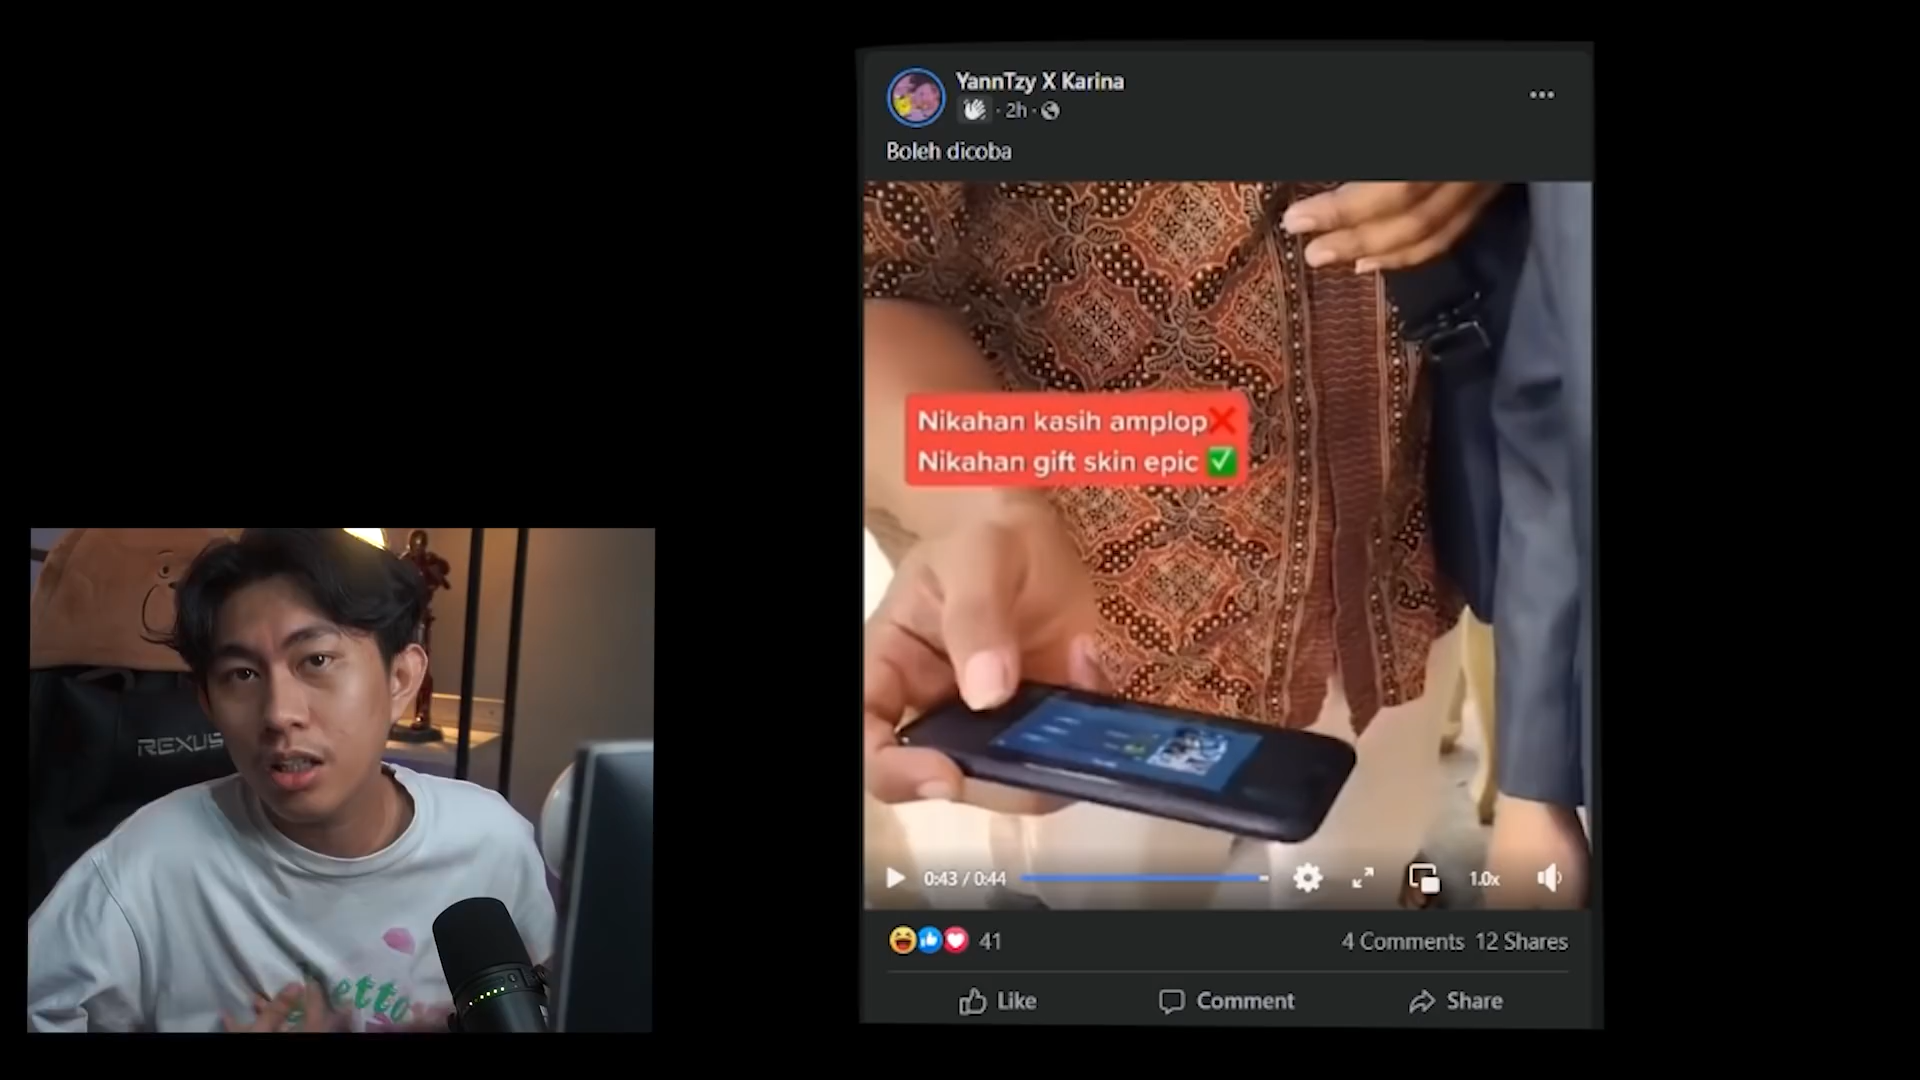 YannTzy X Karina
· 2h ·
Boleh dicoba
Nikahan kasih amplop❌
Nikahan gift skin epic ✅
0:43 / 0:44
1.0x
41
4 Comments 12 Shares
Like
Comment
Share
REXUS